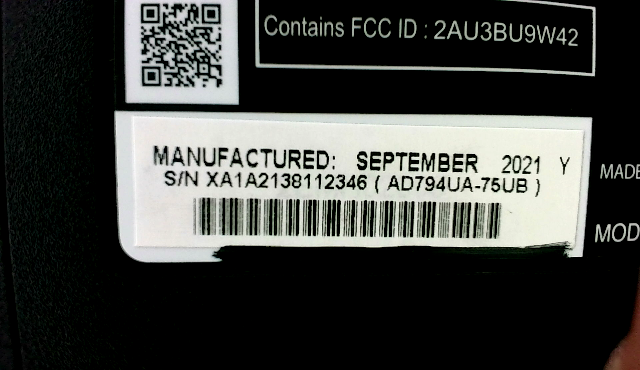 Contains FCC ID : 2AU3BU9W42
MANUFACTURED: SEPTEMBER 2021 Y
S/N XA1A2138112346 ( AD794UA-75UB )
MADE
MOD